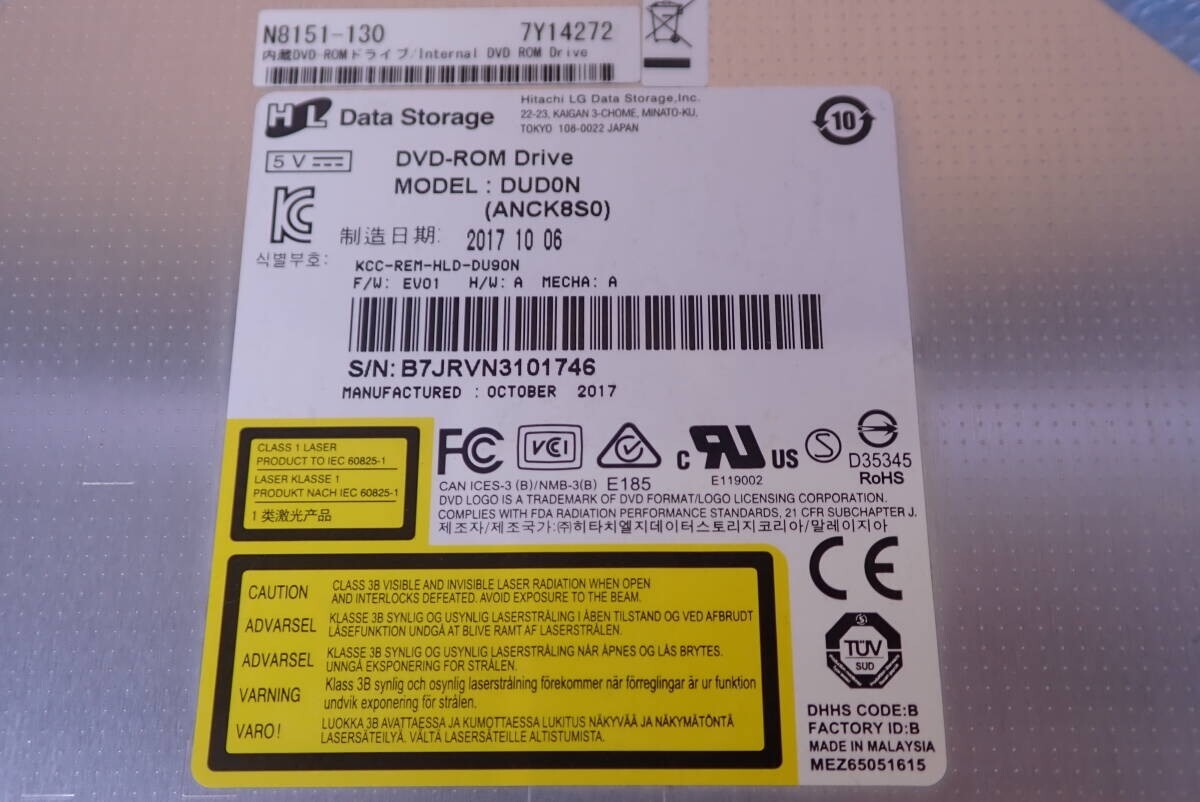 N8151-130 7Y14272
内蔵DVD-ROMドライブ/Internal DVD ROM Drive
HL Data Storage
Hitachi LG Data Storage,Inc.
22-23, KAIGAN 3-CHOME, MINATO-KU,
TOKYO 108-0022 JAPAN
10
5 V
DVD-ROM Drive
MODEL : DUD0N
(ANCK8S0)
制造日期: 2017 10 06
식별부호:
KCC-REM-HLD-DU90N
F/W: EV01 H/W: A MECHA: A
S/N: B7JRVN3101746
MANUFACTURED : OCTOBER 2017
CLASS 1 LASER
PRODUCT TO IEC 60825-1
LASER KLASSE 1
PRODUKT NACH IEC 60825-1
1 类激光产品
FC VCI c RU US S
E119002
D35345
RoHS
CAN ICES-3 (B)/NMB-3(B) E185
DVD LOGO IS A TRADEMARK OF DVD FORMAT/LOGO LICENSING CORPORATION.
COMPLIES WITH FDA RADIATION PERFORMANCE STANDARDS, 21 CFR SUBCHAPTER J.
제조자/제조국가:㈜히타치엘지데이터스토리지코리아/말레이지아
CAUTION CLASS 3B VISIBLE AND INVISIBLE LASER RADIATION WHEN OPEN
AND INTERLOCKS DEFEATED. AVOID EXPOSURE TO THE BEAM.
ADVARSEL KLASSE 3B SYNLIG OG USYNLIG LASERSTRÅLING I ÅBEN TILSTAND OG VED AFBRUDT
LÅSEFUNKTION UNDGÅ AT BLIVE RAMT AF LASERSTRÅLEN.
ADVARSEL KLASSE 3B SYNLIG OG USYNLIG LASERSTRÅLING NÅR ÅPNES OG LÅS BRYTES.
UNNGÅ EKSPONERING FOR STRÅLEN.
VARNING Klass 3B synlig och osynlig laserstrålning förekommer när förreglingar är ur funktion
undvik exponering för strålen.
VARO! LUOKKA 3B AVATTAESSA JA KUMOTTAESSA LUKITUS NÄKYVÄÄ JA NÄKYMÄTÖNTÄ
LASERSÄTEILYÄ. VÄLTÄ LASERSÄTEILLE ALTISTUMISTA.
CE
TÜV
SUD
DHHS CODE:B
FACTORY ID:B
MADE IN MALAYSIA
MEZ65051615